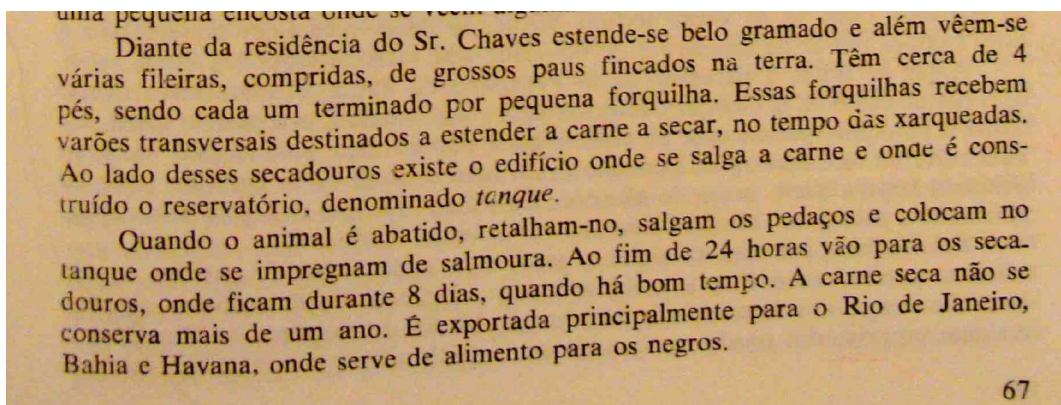 uma pequena encosta onde se vêem
Diante da residência do Sr. Chaves estende-se belo gramado e além vêem-se
várias fileiras, compridas, de grossos paus fincados na terra. Têm cerca de 4
pés, sendo cada um terminado por pequena forquilha. Essas forquilhas recebem
varões transversais destinados a estender a carne a secar, no tempo das xarqueadas.
Ao lado desses secadouros existe o edifício onde se salga a carne e onde é cons-
truído o reservatório, denominado tanque.
Quando o animal é abatido, retalham-no, salgam os pedaços e colocam no
tanque onde se impregnam de salmoura. Ao fim de 24 horas vão para os seca-
douros, onde ficam durante 8 dias, quando há bom tempo. A carne seca não se
conserva mais de um ano. É exportada principalmente para o Rio de Janeiro,
Bahia e Havana, onde serve de alimento para os negros.
67